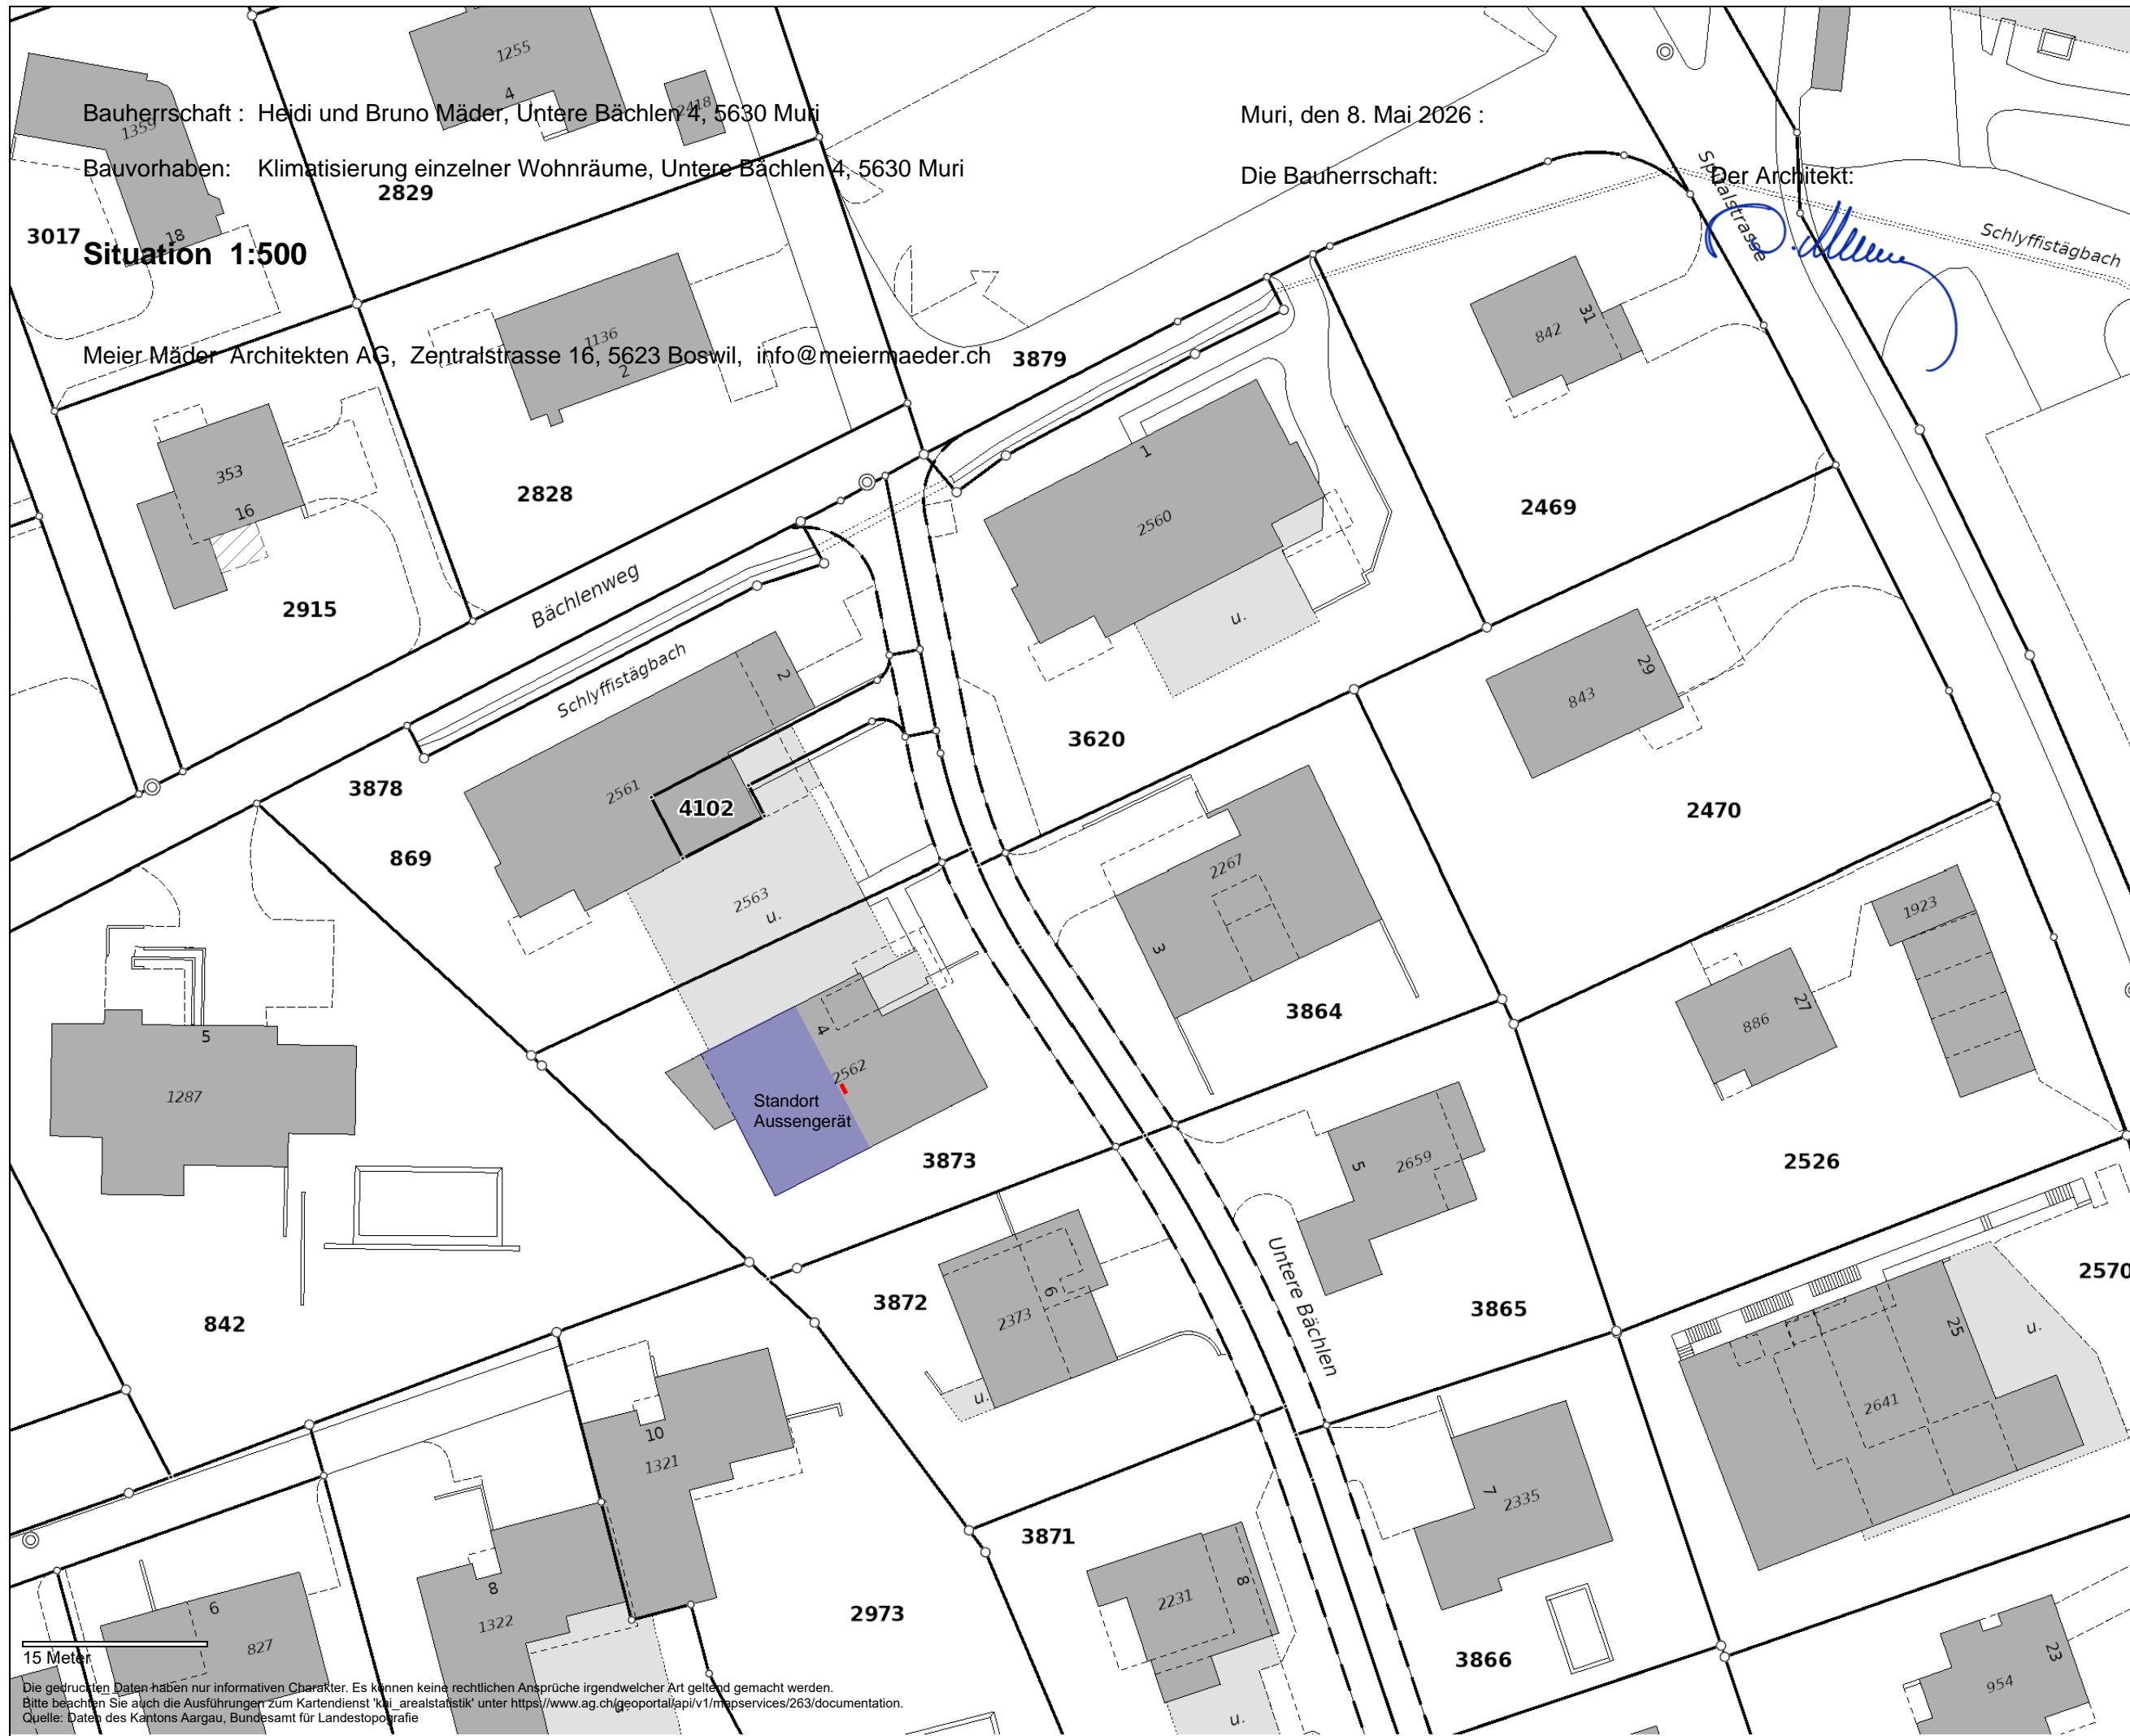 Bauherrschaft : Heidi und Bruno Mäder, Untere Bächlen 4, 5630 Muri
Muri, den 8. Mai 2026 :
Bauvorhaben: Klimatisierung einzelner Wohnräume, Untere Bächlen 4, 5630 Muri
Die Bauherrschaft:
Der Architekt:
Situation 1:500
Meier Mäder Architekten AG, Zentralstrasse 16, 5623 Boswil, info@meiermaeder.ch
1255
4
2418
1359
18
2829
3017
1136
2
3879
842
31
Spitalstrasse
Schlyffistägbach
353
16
2828
2915
Bächlenweg
Schlyffistägbach
1
2560
u.
2469
843
29
3620
2470
2
2561
4102
3878
869
2563
u.
2267
3
3864
1923
886
27
5
1287
4
2562
Standort
Aussengerät
3873
5
2659
2526
2570
842
3872
2373
6
u.
Untere Bächlen
3865
25
u.
2641
10
1321
7
2335
3871
8
1322
u.
2973
6
827
2231
8
u.
3866
23
954
15 Meter
Die gedruckten Daten haben nur informativen Charakter. Es können keine rechtlichen Ansprüche irgendwelcher Art geltend gemacht werden.
Bitte beachten Sie auch die Ausführungen zum Kartendienst 'kai_arealstatistik' unter https://www.ag.ch/geoportal/api/v1/mapservices/263/documentation.
Quelle: Daten des Kantons Aargau, Bundesamt für Landestopografie